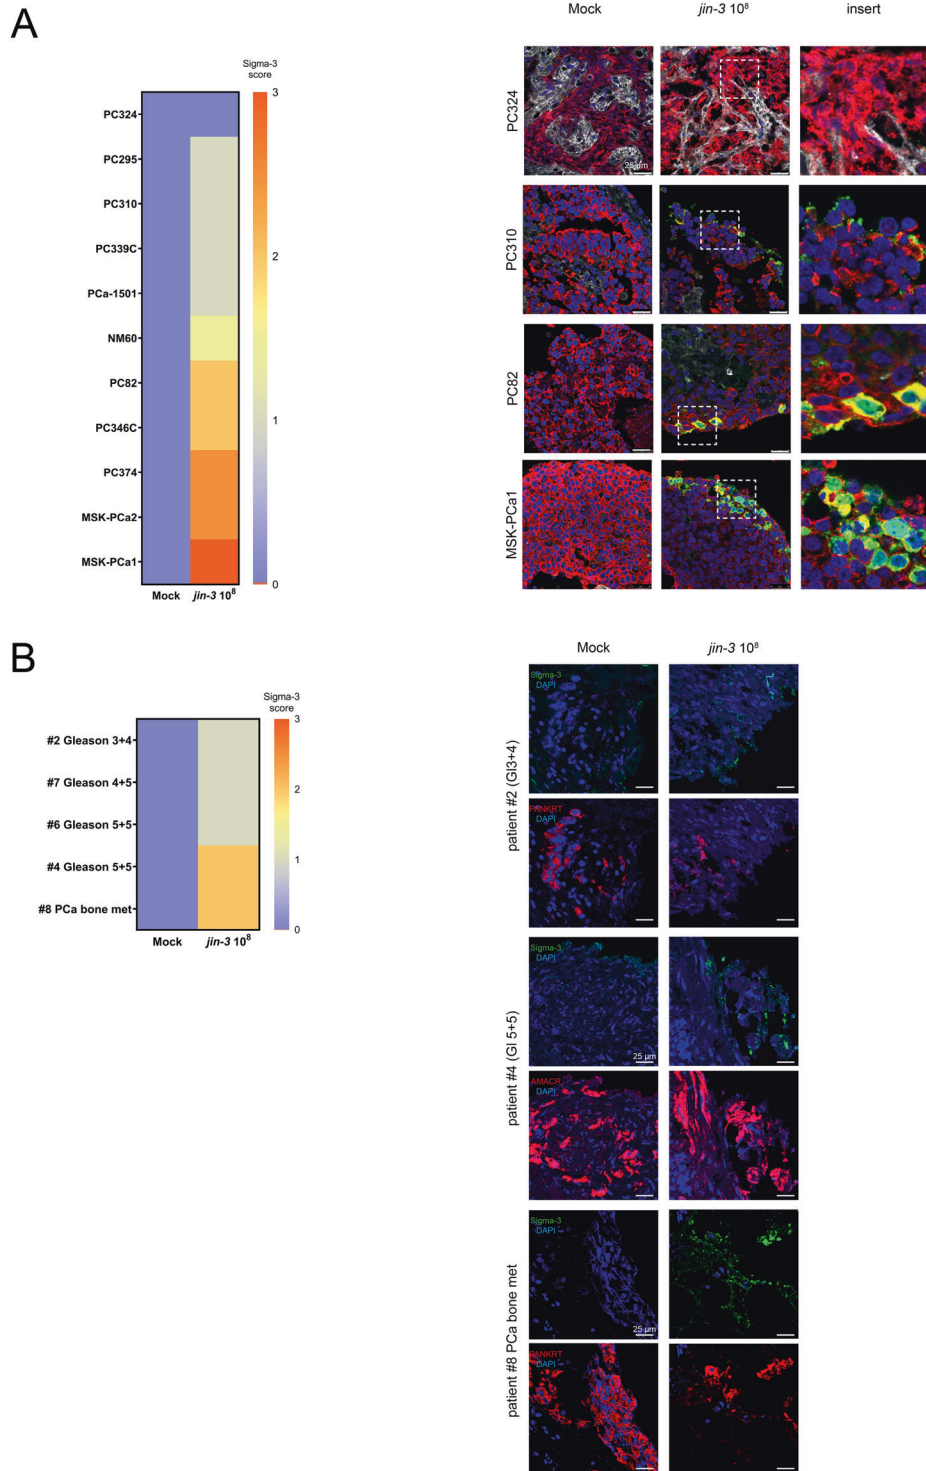 A
Mock
jin-3 10⁸
insert
Sigma-3
score
3
2
1
0
PC324
PC295
PC310
PC339C
PCa-1501
NM60
PC82
PC346C
PC374
MSK-PCa2
MSK-PCa1
Mock
jin-3 10⁸
PC324
25 µm
PC310
PC82
MSK-PCa1
B
Mock
jin-3 10⁸
Sigma-3
score
3
2
1
0
#2 Gleason 3+4
#7 Gleason 4+5
#6 Gleason 5+5
#4 Gleason 5+5
#8 PCa bone met
Mock
jin-3 10⁸
patient #2 (Gl3+4)
Sigma-3
DAPI
PANKRT
DAPI
patient #4 (Gl 5+5)
Sigma-3
DAPI
25 µm
AMACR
DAPI
patient #8 PCa bone met
Sigma-3
DAPI
25 µm
PANKRT
DAPI